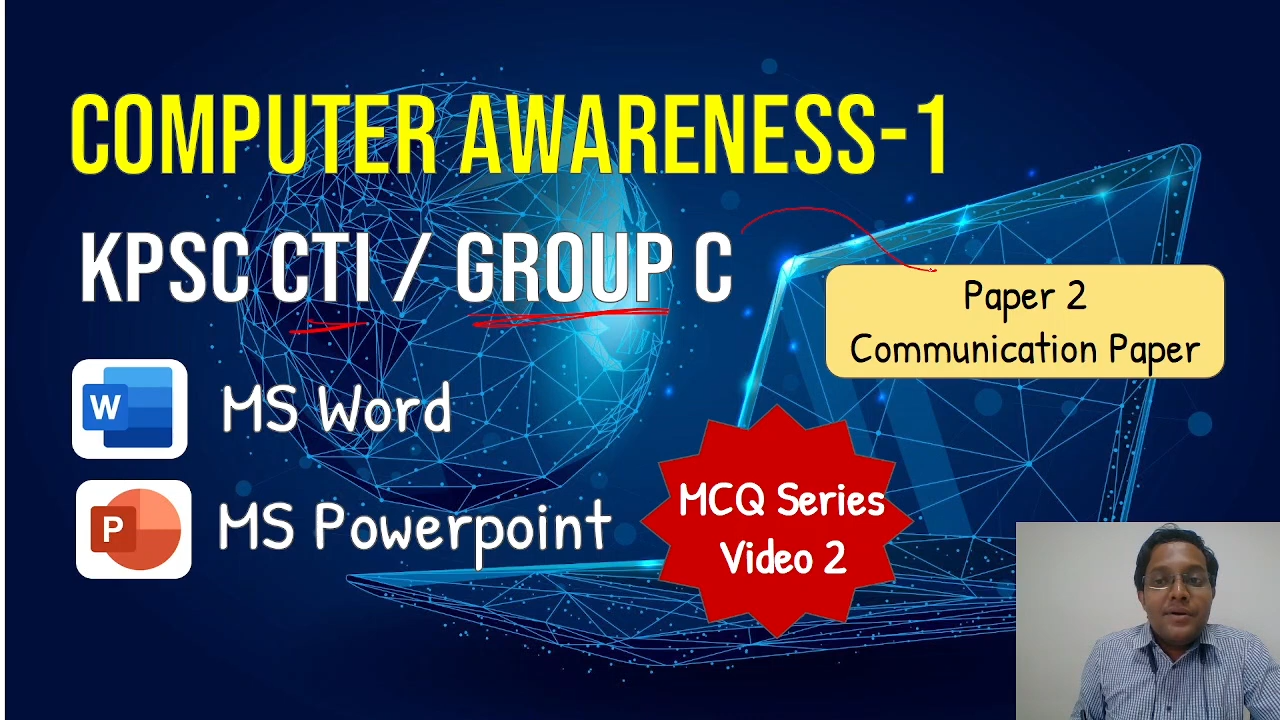 COMPUTER AWARENESS-1
KPSC CTI / GROUP C
Paper 2
Communication Paper
W
MS Word
P
MS Powerpoint
MCQ Series
Video 2